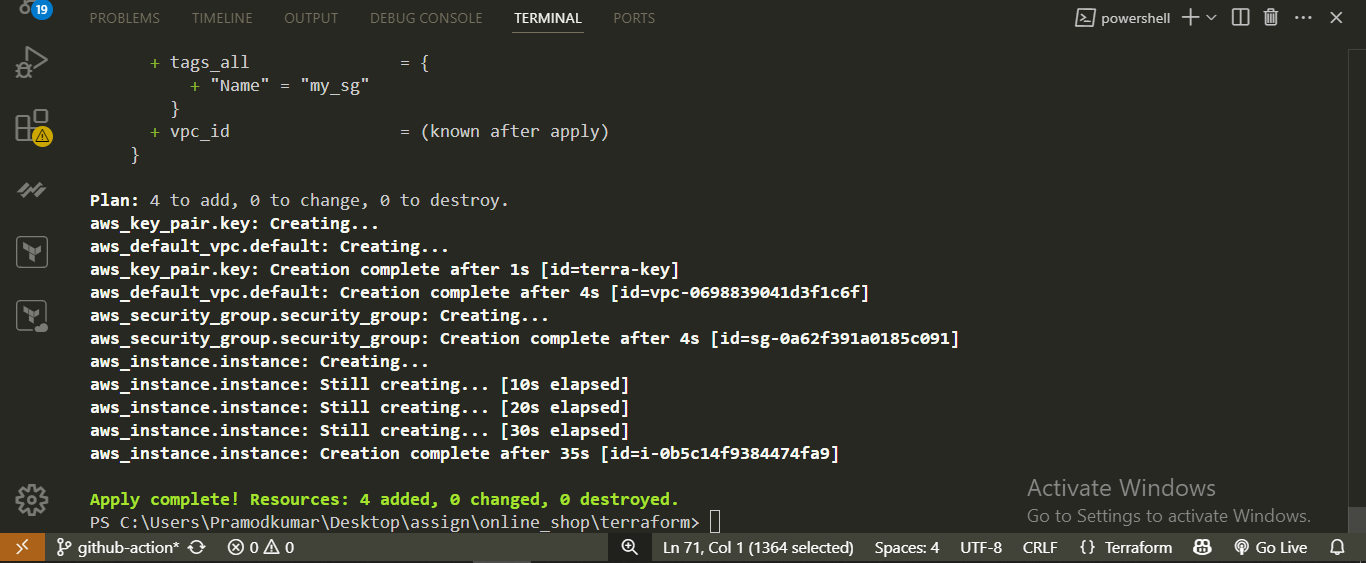 19
PROBLEMS TIMELINE OUTPUT DEBUG CONSOLE TERMINAL PORTS powershell
+ tags_all = {
+ "Name" = "my_sg"
}
+ vpc_id = (known after apply)
}
Plan: 4 to add, 0 to change, 0 to destroy.
aws_key_pair.key: Creating...
aws_default_vpc.default: Creating...
aws_key_pair.key: Creation complete after 1s [id=terra-key]
aws_default_vpc.default: Creation complete after 4s [id=vpc-0698839041d3f1c6f]
aws_security_group.security_group: Creating...
aws_security_group.security_group: Creation complete after 4s [id=sg-0a62f391a0185c091]
aws_instance.instance: Creating...
aws_instance.instance: Still creating... [10s elapsed]
aws_instance.instance: Still creating... [20s elapsed]
aws_instance.instance: Still creating... [30s elapsed]
aws_instance.instance: Creation complete after 35s [id=i-0b5c14f9384474fa9]
Apply complete! Resources: 4 added, 0 changed, 0 destroyed.
PS C:\Users\Pramodkumar\Desktop\assign\online_shop\terraform>
Activate Windows
Go to Settings to activate Windows.
github-action* 0 0 Ln 71, Col 1 (1364 selected) Spaces: 4 UTF-8 CRLF {} Terraform Go Live